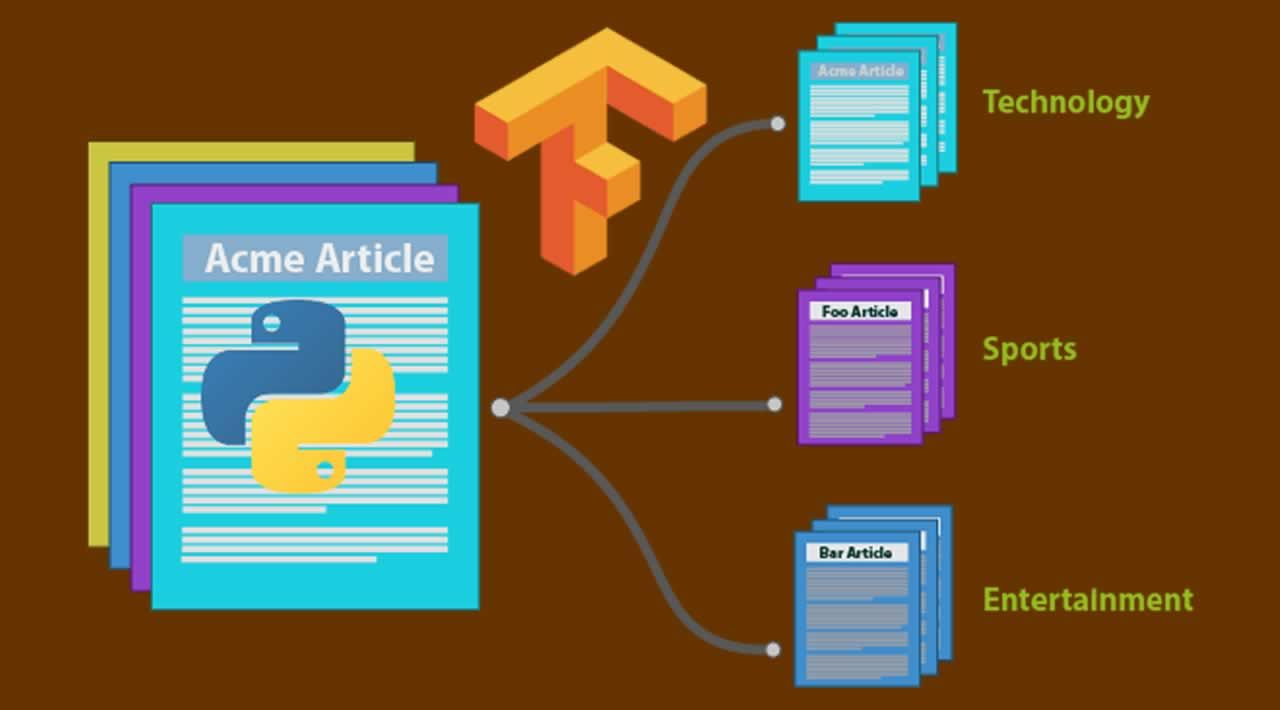 Acme Article
Acme Article
Technology
Foo Article
Sports
Bar Article
Entertainment